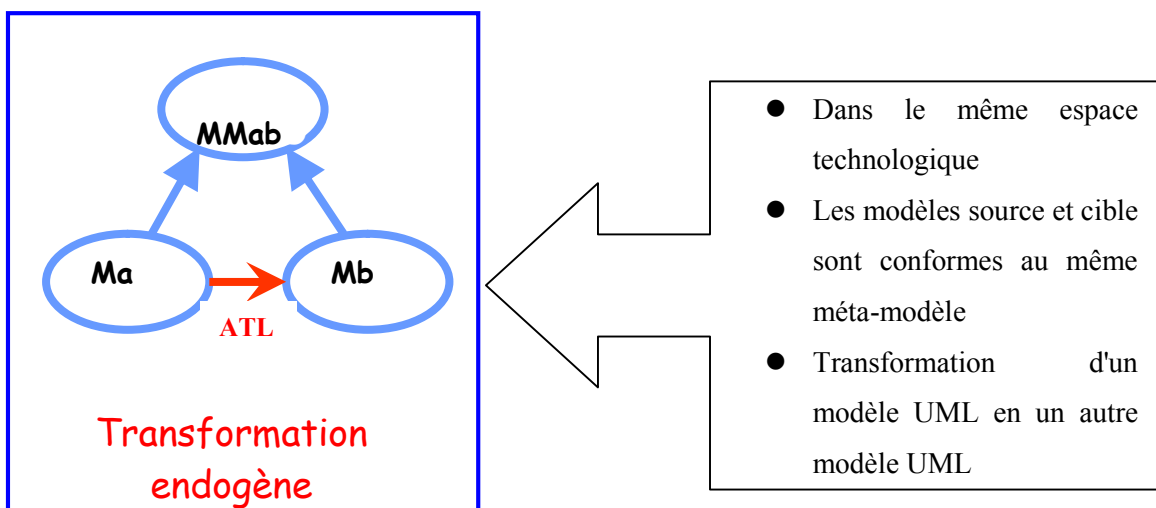 MMab
Ma
Mb
ATL
Transformation
endogène
● Dans le même espace
technologique
● Les modèles source et cible
sont conformes au même
méta-modèle
● Transformation d'un
modèle UML en un autre
modèle UML